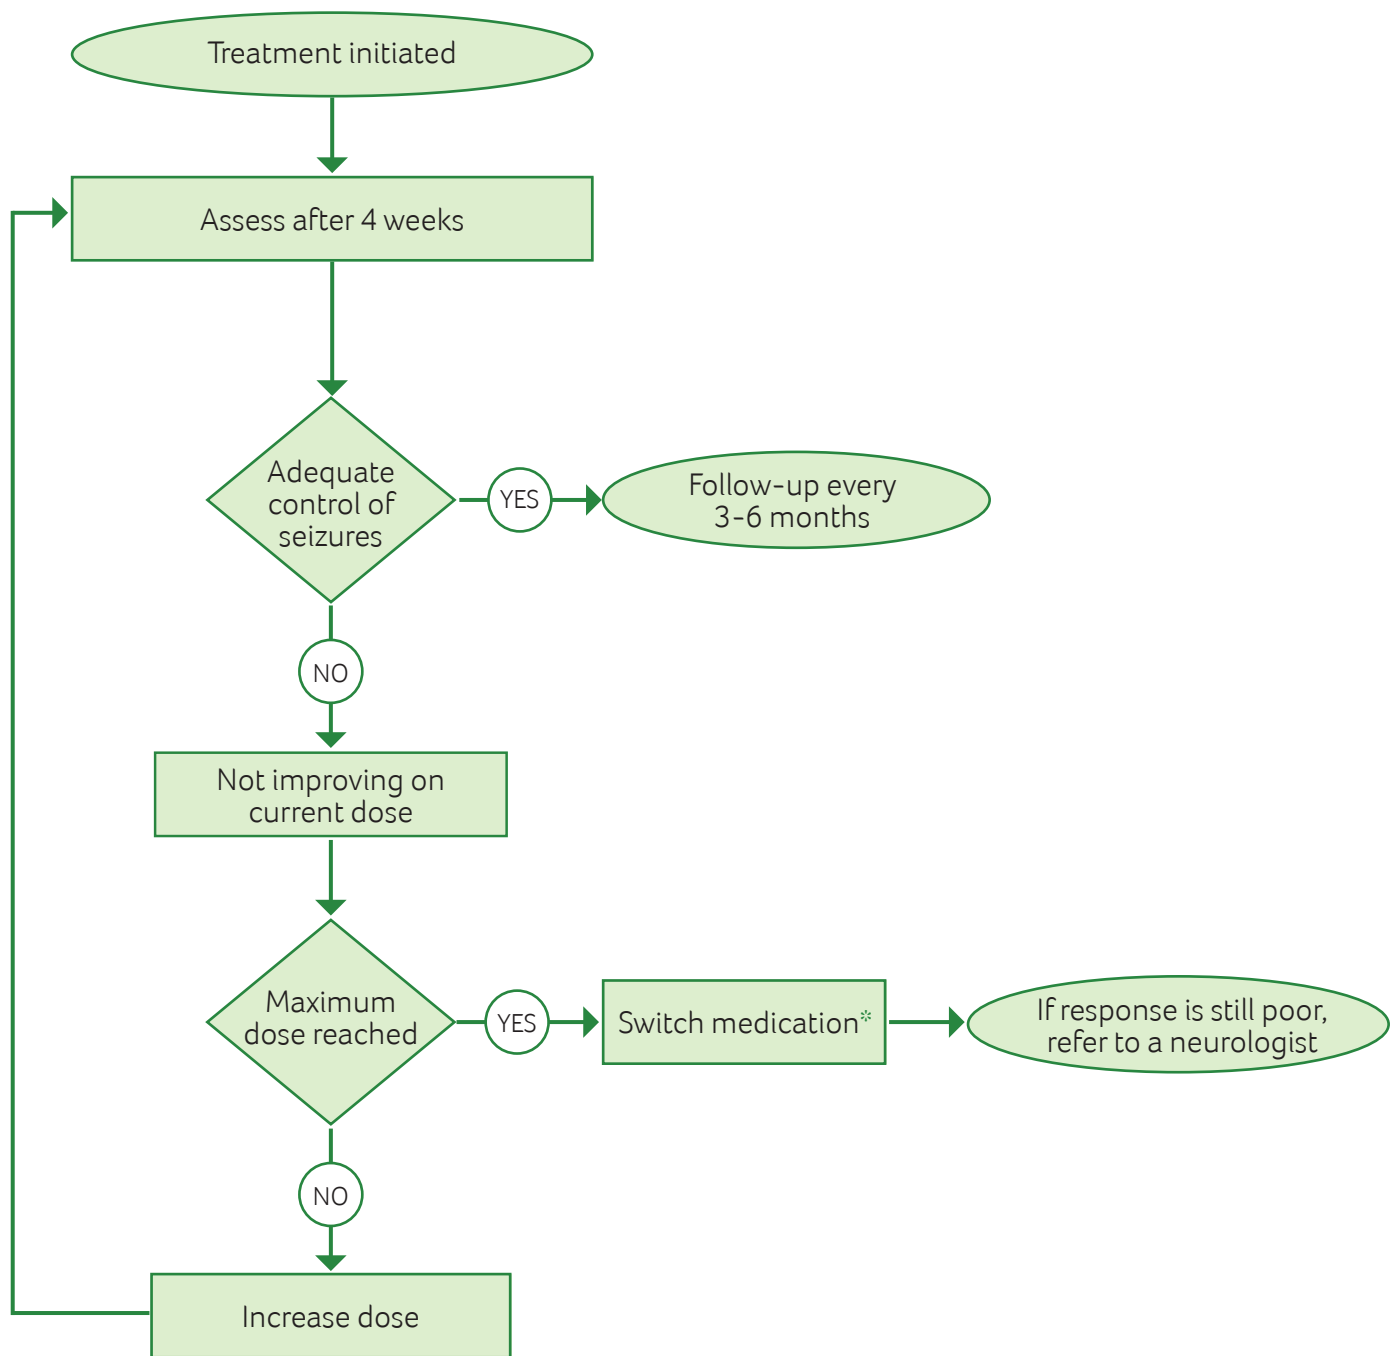 Treatment initiated
Assess after 4 weeks
Adequate
control of
seizures
YES
Follow-up every
3-6 months
NO
Not improving on
current dose
Maximum
dose reached
YES
Switch medication*
If response is still poor,
refer to a neurologist
NO
Increase dose